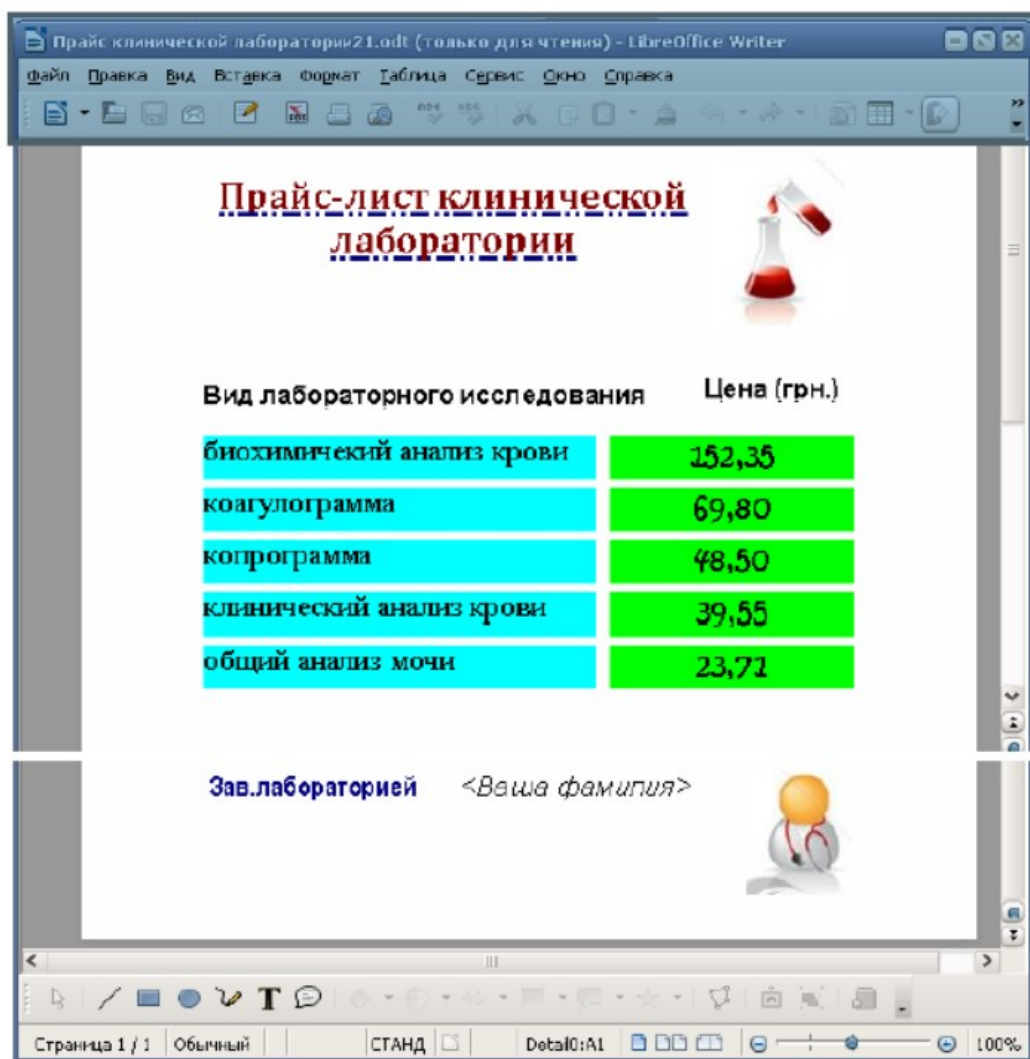 Прайс клинической лаборатории21.odt (только для чтения) - LibreOffice Writer
Файл Правка Вид Вставка Формат Таблица Сервис Окно Справка
Прайс-лист клинической
лаборатории
Вид лабораторного исследования Цена (грн.)
биохимичекий анализ крови 152,35
коагулограмма 69,80
копрограмма 48,50
клинический анализ крови 39,55
общий анализ мочи 23,71
Зав.лабораторией <Ваша фамилия>
Страница 1 / 1 Обычный СТАНД Detail0:A1 100%